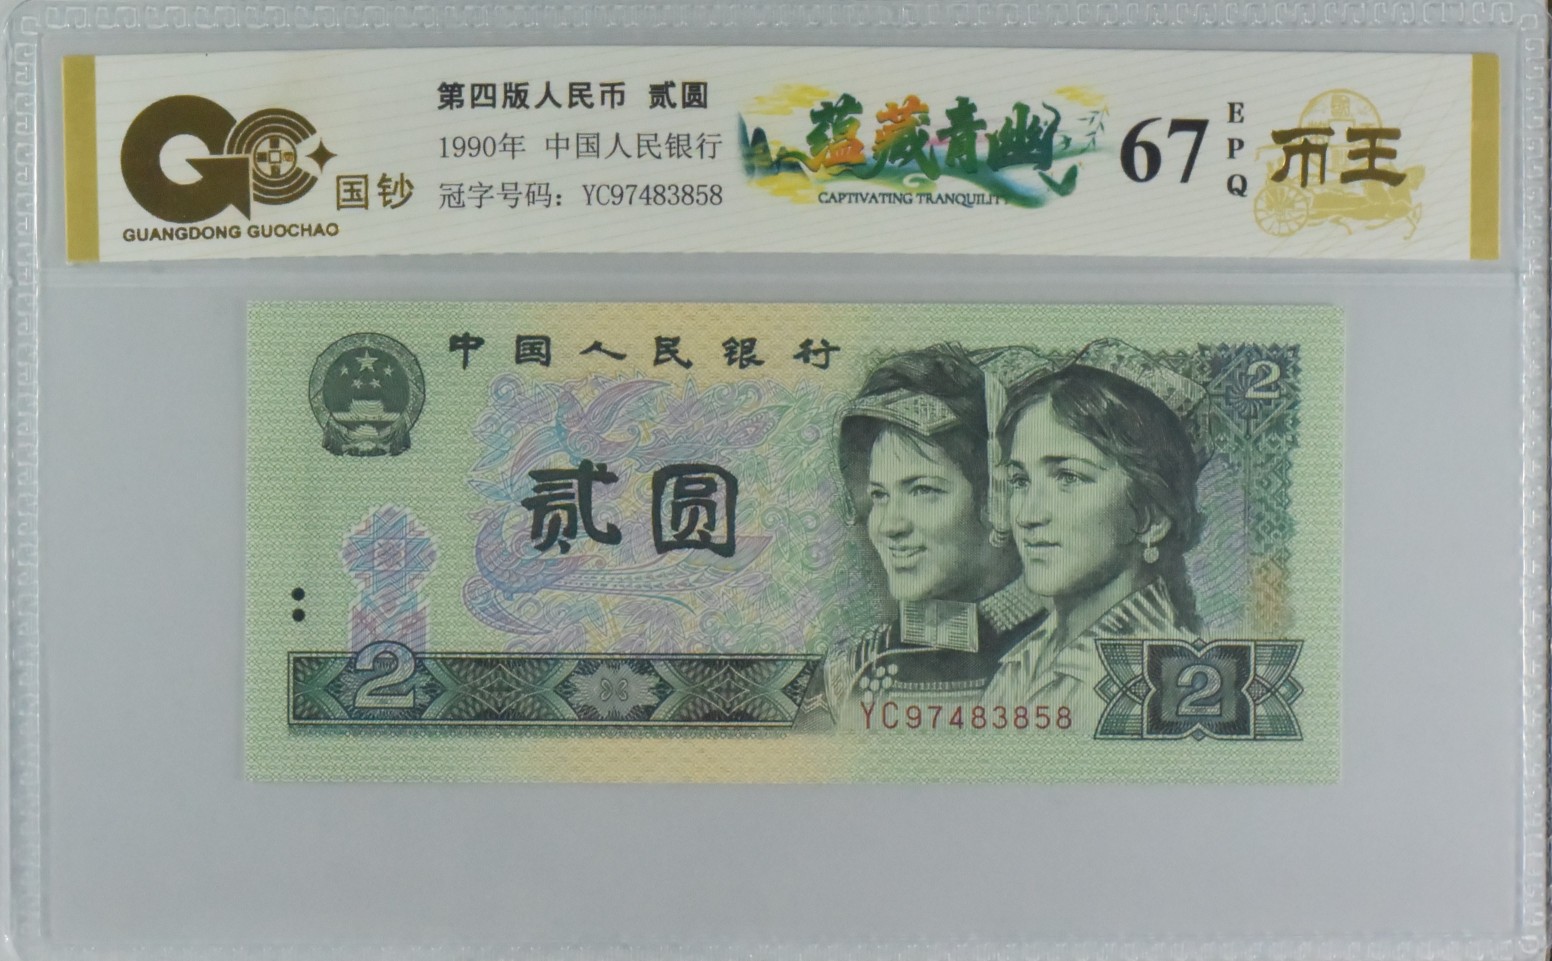 国钞
GUANGDONG GUOCHAO
第四版人民币 贰圆
1990年 中国人民银行
冠字号码：YC97483858
蕴藏青幽
CAPTIVATING TRANQUILITY
67
EPQ
币王
中国人民银行
2
贰圆
2
YC97483858
2